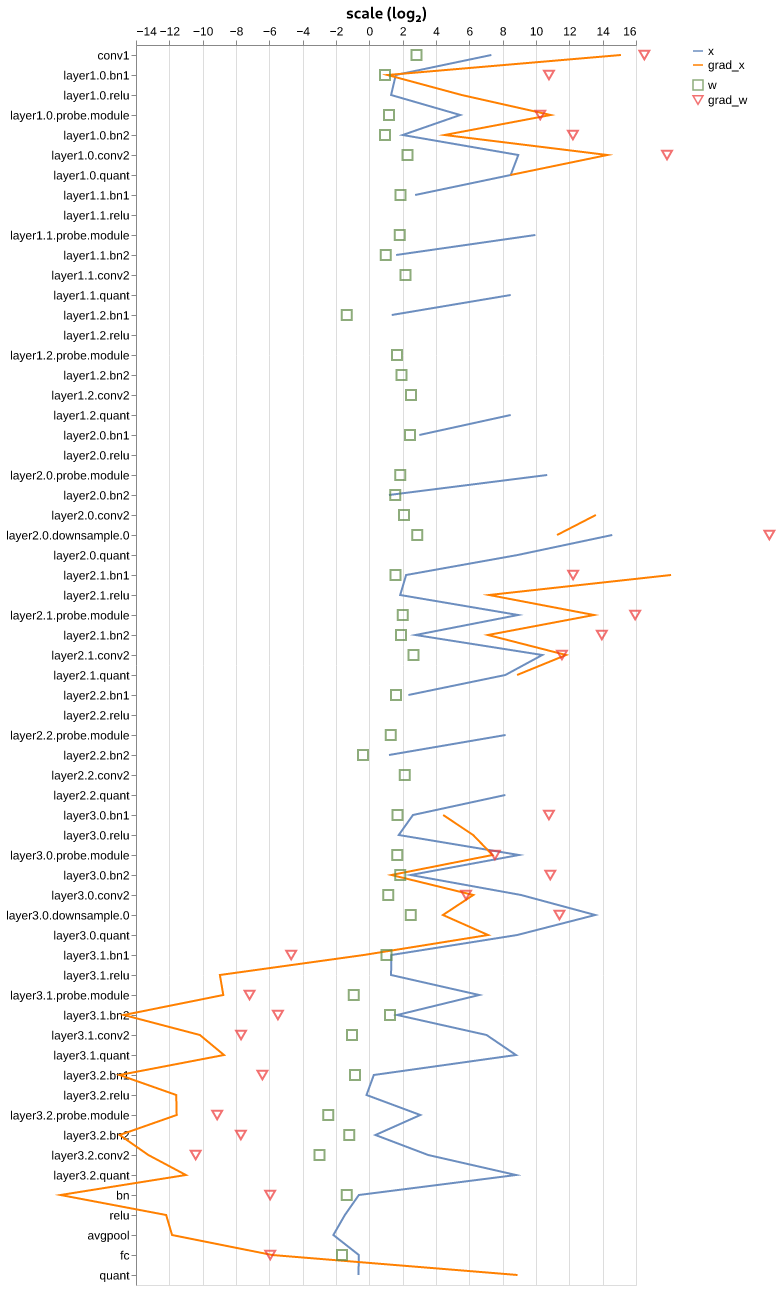 scale (log₂)
−14 −12 −10 −8 −6 −4 −2 0 2 4 6 8 10 12 14 16
x
grad_x
w
grad_w
conv1
layer1.0.bn1
layer1.0.relu
layer1.0.probe.module
layer1.0.bn2
layer1.0.conv2
layer1.0.quant
layer1.1.bn1
layer1.1.relu
layer1.1.probe.module
layer1.1.bn2
layer1.1.conv2
layer1.1.quant
layer1.2.bn1
layer1.2.relu
layer1.2.probe.module
layer1.2.bn2
layer1.2.conv2
layer1.2.quant
layer2.0.bn1
layer2.0.relu
layer2.0.probe.module
layer2.0.bn2
layer2.0.conv2
layer2.0.downsample.0
layer2.0.quant
layer2.1.bn1
layer2.1.relu
layer2.1.probe.module
layer2.1.bn2
layer2.1.conv2
layer2.1.quant
layer2.2.bn1
layer2.2.relu
layer2.2.probe.module
layer2.2.bn2
layer2.2.conv2
layer2.2.quant
layer3.0.bn1
layer3.0.relu
layer3.0.probe.module
layer3.0.bn2
layer3.0.conv2
layer3.0.downsample.0
layer3.0.quant
layer3.1.bn1
layer3.1.relu
layer3.1.probe.module
layer3.1.bn2
layer3.1.conv2
layer3.1.quant
layer3.2.bn1
layer3.2.relu
layer3.2.probe.module
layer3.2.bn2
layer3.2.conv2
layer3.2.quant
bn
relu
avgpool
fc
quant